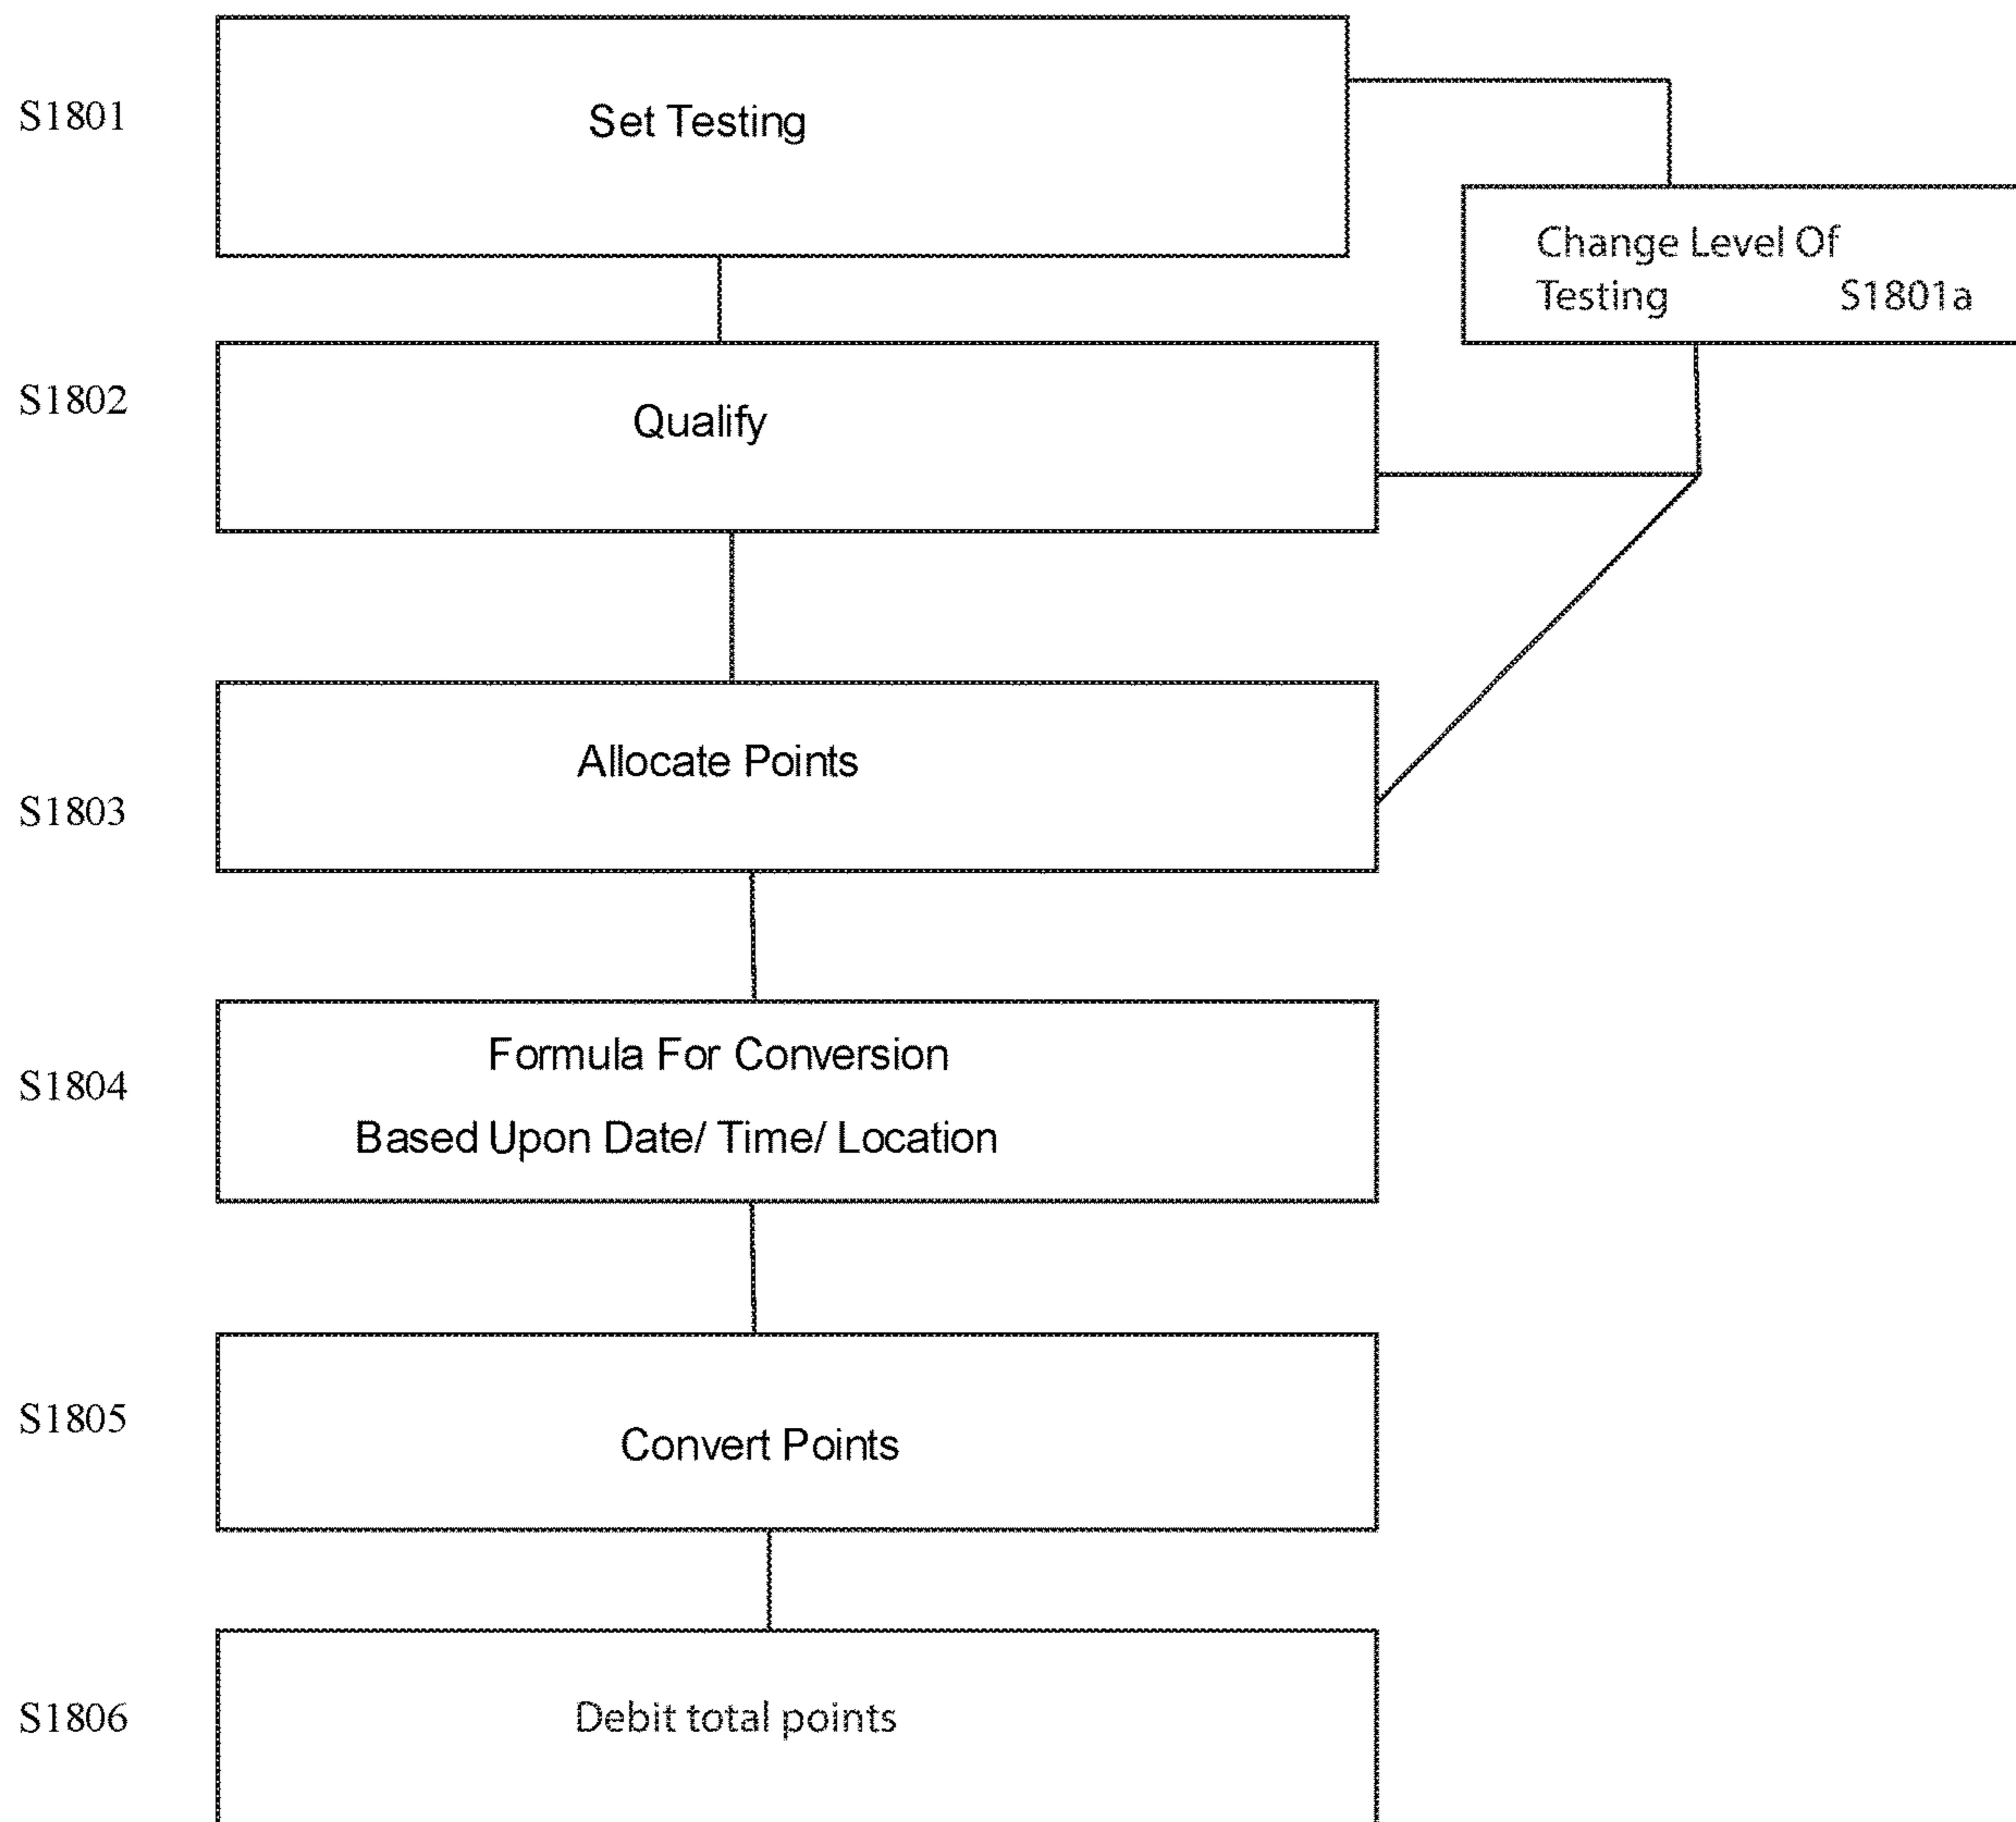 S1801
Set Testing
Change Level Of
Testing S1801a
S1802
Qualify
Allocate Points
S1803
Formula For Conversion
S1804
Based Upon Date/ Time/ Location
S1805
Convert Points
S1806
Debit total points